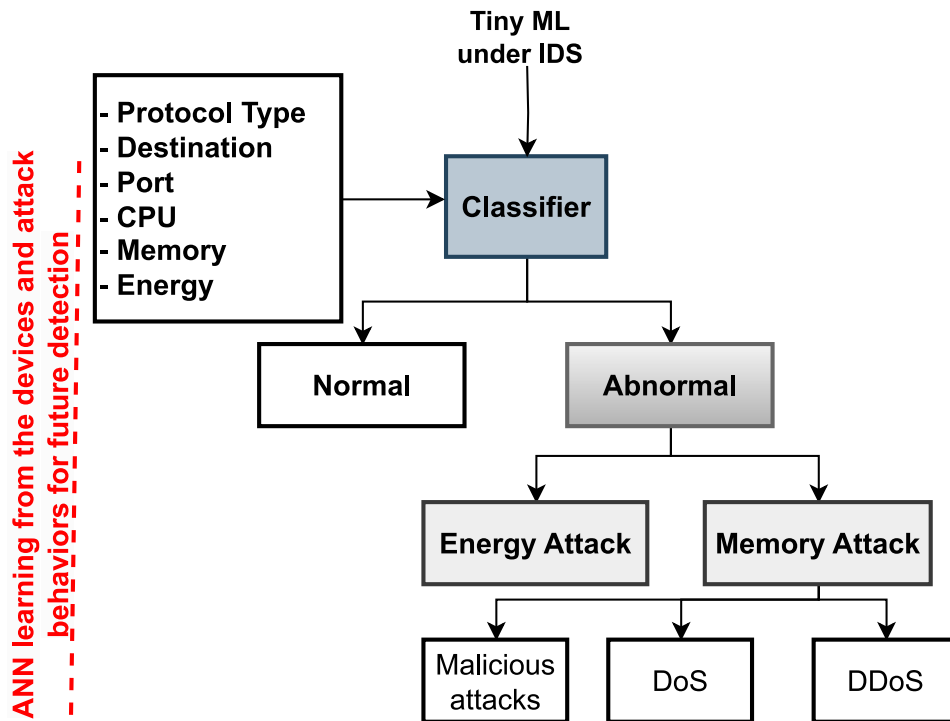 Tiny ML
under IDS
- Protocol Type
- Destination
- Port
- CPU
- Memory
- Energy
Classifier
Normal
Abnormal
Energy Attack
Memory Attack
Malicious
attacks
DoS
DDoS
ANN learning from the devices and attack
behaviors for future detection